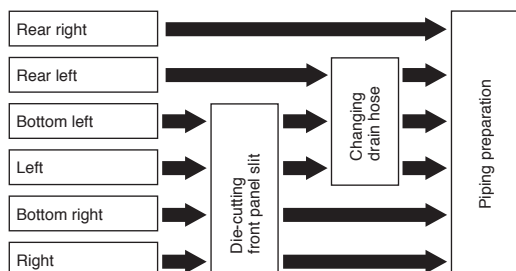 Rear right
Rear left
Bottom left
Left
Bottom right
Right
Die-cutting
front panel slit
Changing
drain hose
Piping preparation